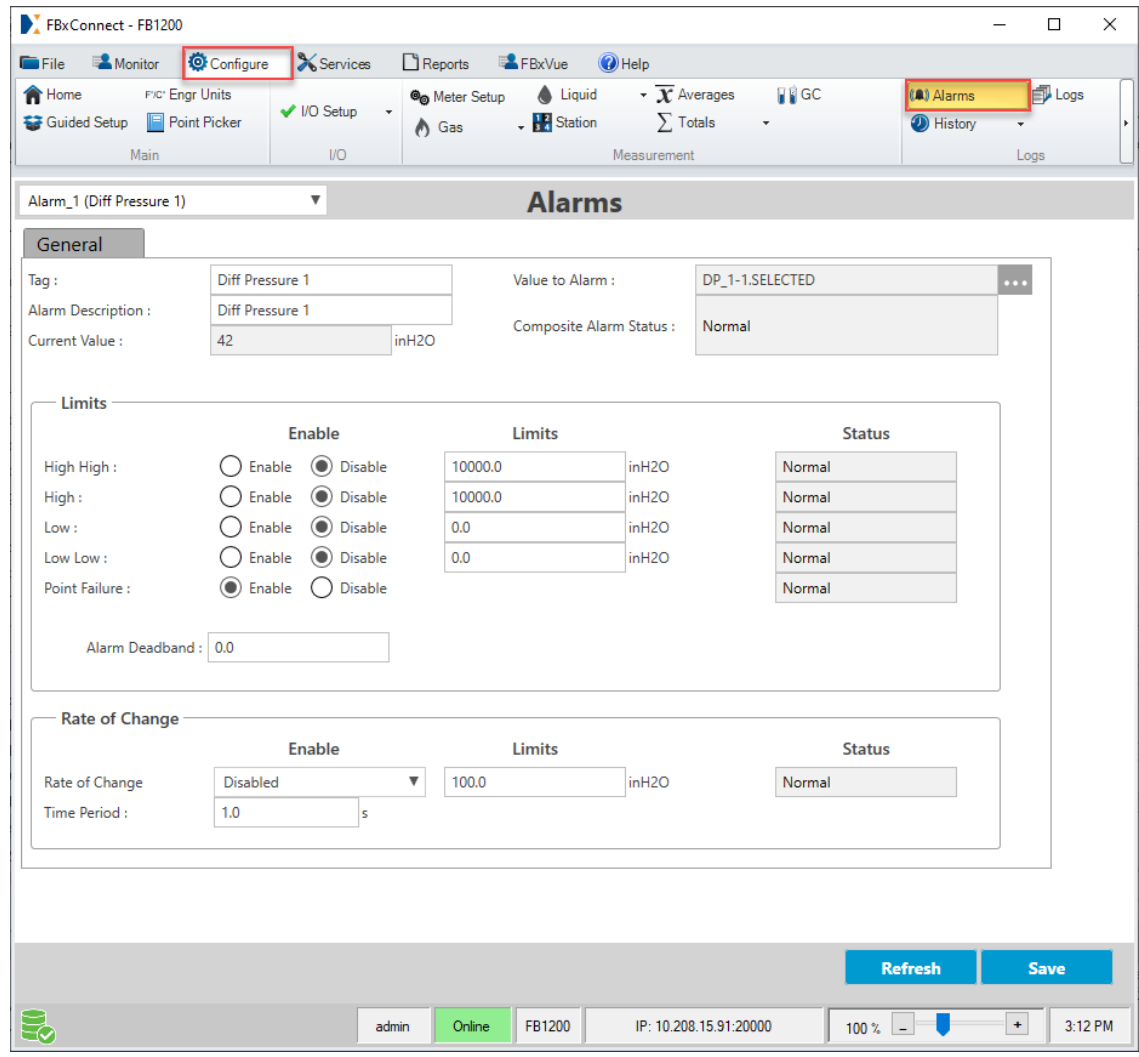 FBxConnect - FB1200
File Monitor Configure Services Reports FBxVue Help
Home F°/C° Engr Units I/O Setup Meter Setup Liquid x Averages GC Alarms Logs
Guided Setup Point Picker Gas Station Σ Totals History
Main I/O Measurement Logs
Alarm_1 (Diff Pressure 1) Alarms
General
Tag : Diff Pressure 1 Value to Alarm : DP_1-1.SELECTED ...
Alarm Description : Diff Pressure 1 Composite Alarm Status : Normal
Current Value : 42 inH2O
Limits
Enable Limits Status
High High : Enable Disable 10000.0 inH2O Normal
High : Enable Disable 10000.0 inH2O Normal
Low : Enable Disable 0.0 inH2O Normal
Low Low : Enable Disable 0.0 inH2O Normal
Point Failure : Enable Disable Normal
Alarm Deadband : 0.0
Rate of Change
Enable Limits Status
Rate of Change Disabled 100.0 inH2O Normal
Time Period : 1.0 s
Refresh Save
admin Online FB1200 IP: 10.208.15.91:20000 100 % - + 3:12 PM